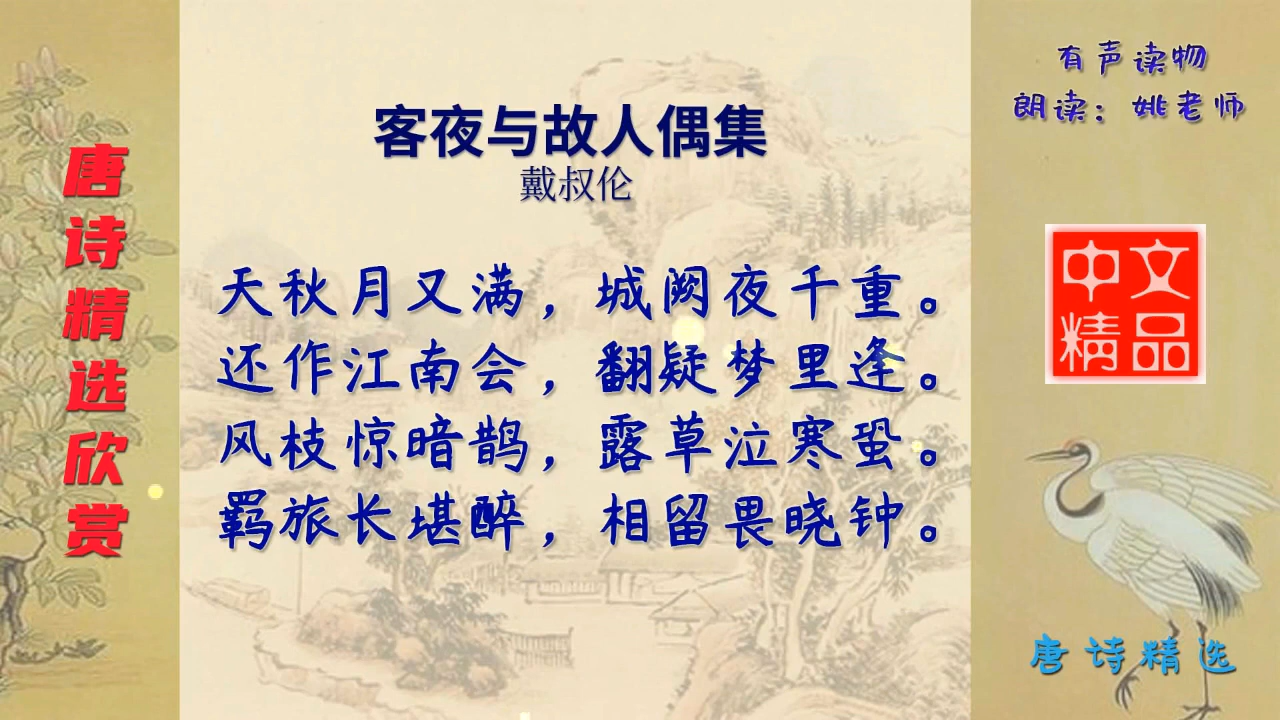 唐诗精选欣赏
客夜与故人偶集
戴叔伦
天秋月又满，城阙夜千重。
还作江南会，翻疑梦里逢。
风枝惊暗鹊，露草泣寒蛩。
羁旅长堪醉，相留畏晓钟。
有声读物
朗读：姚老师
中文
精品
唐诗精选